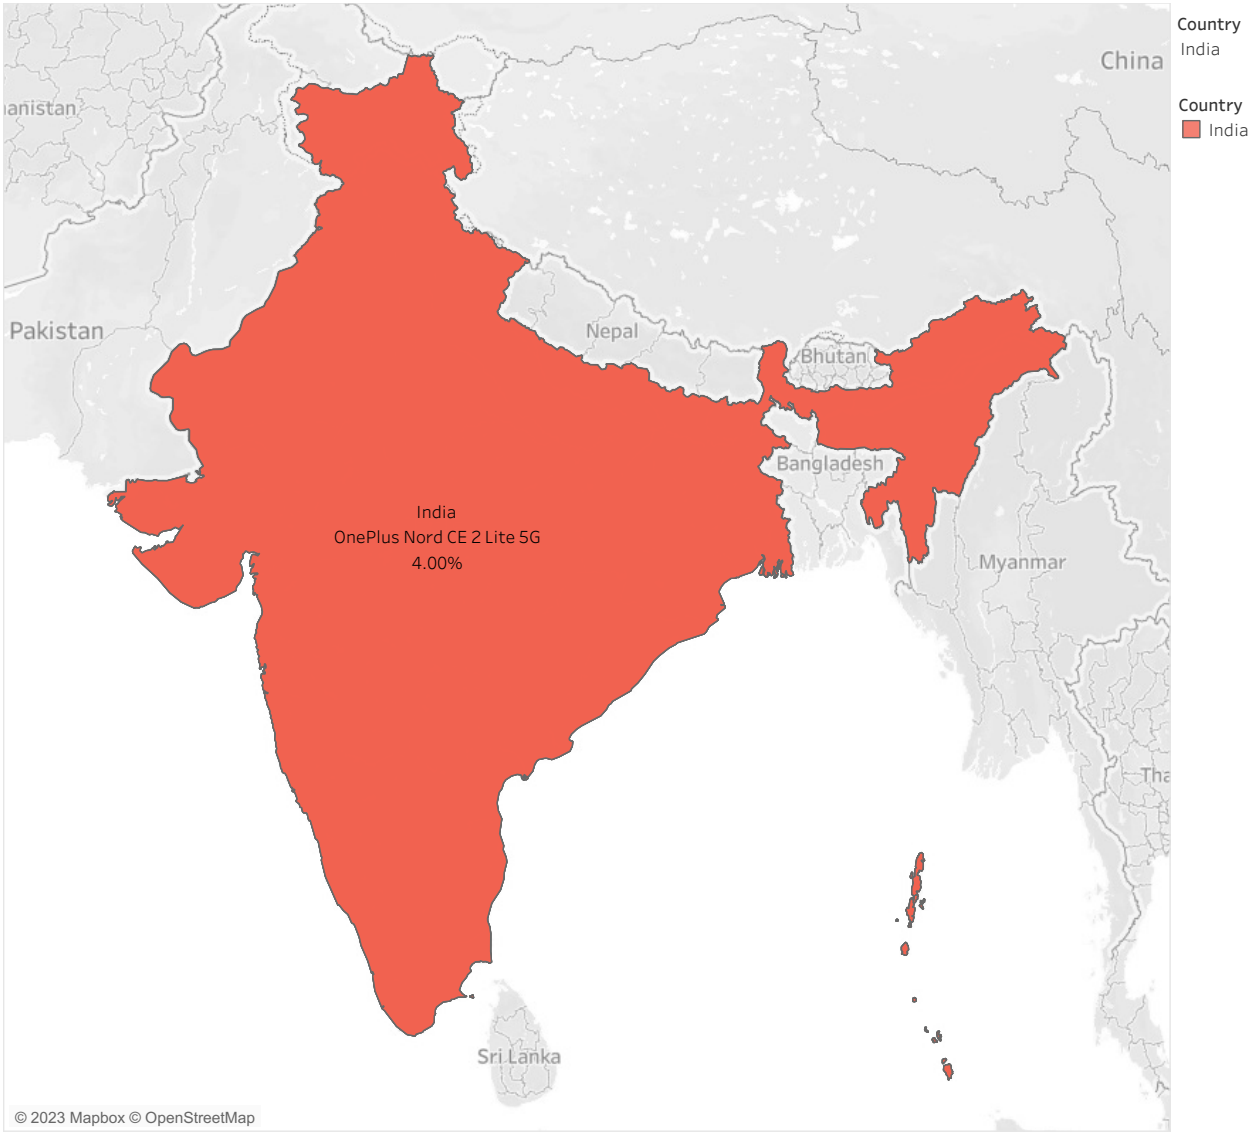 Country
India
Country
India
China
anistan
Pakistan
Nepal
Bhutan
Bangladesh
India
OnePlus Nord CE 2 Lite 5G
4.00%
Myanmar
Tha
Sri Lanka
© 2023 Mapbox © OpenStreetMap